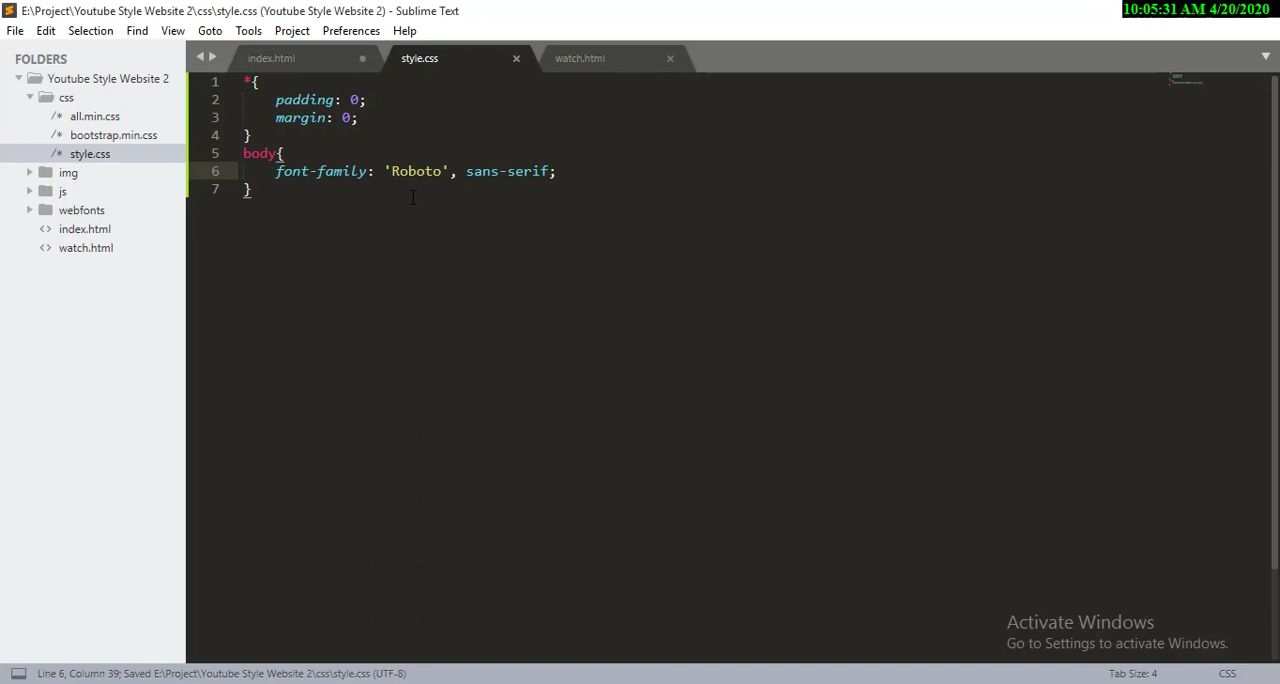 E:\Project\Youtube Style Website 2\css\style.css (Youtube Style Website 2) - Sublime Text
10:05:31 AM 4/20/2020
File Edit Selection Find View Goto Tools Project Preferences Help
FOLDERS
Youtube Style Website 2
css
/* all.min.css
/* bootstrap.min.css
/* style.css
img
js
webfonts
<> index.html
<> watch.html
index.html style.css watch.html
1 *{
2 padding: 0;
3 margin: 0;
4 }
5 body{
6 font-family: 'Roboto', sans-serif;
7 }
Activate Windows
Go to Settings to activate Windows.
Line 6, Column 39; Saved E:\Project\Youtube Style Website 2\css\style.css (UTF-8)
Tab Size: 4 CSS